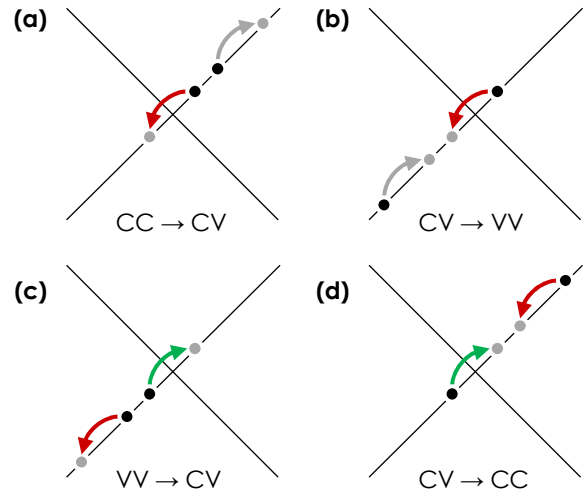 (a)
(b)
CC → CV
CV → VV
(c)
(d)
VV → CV
CV → CC